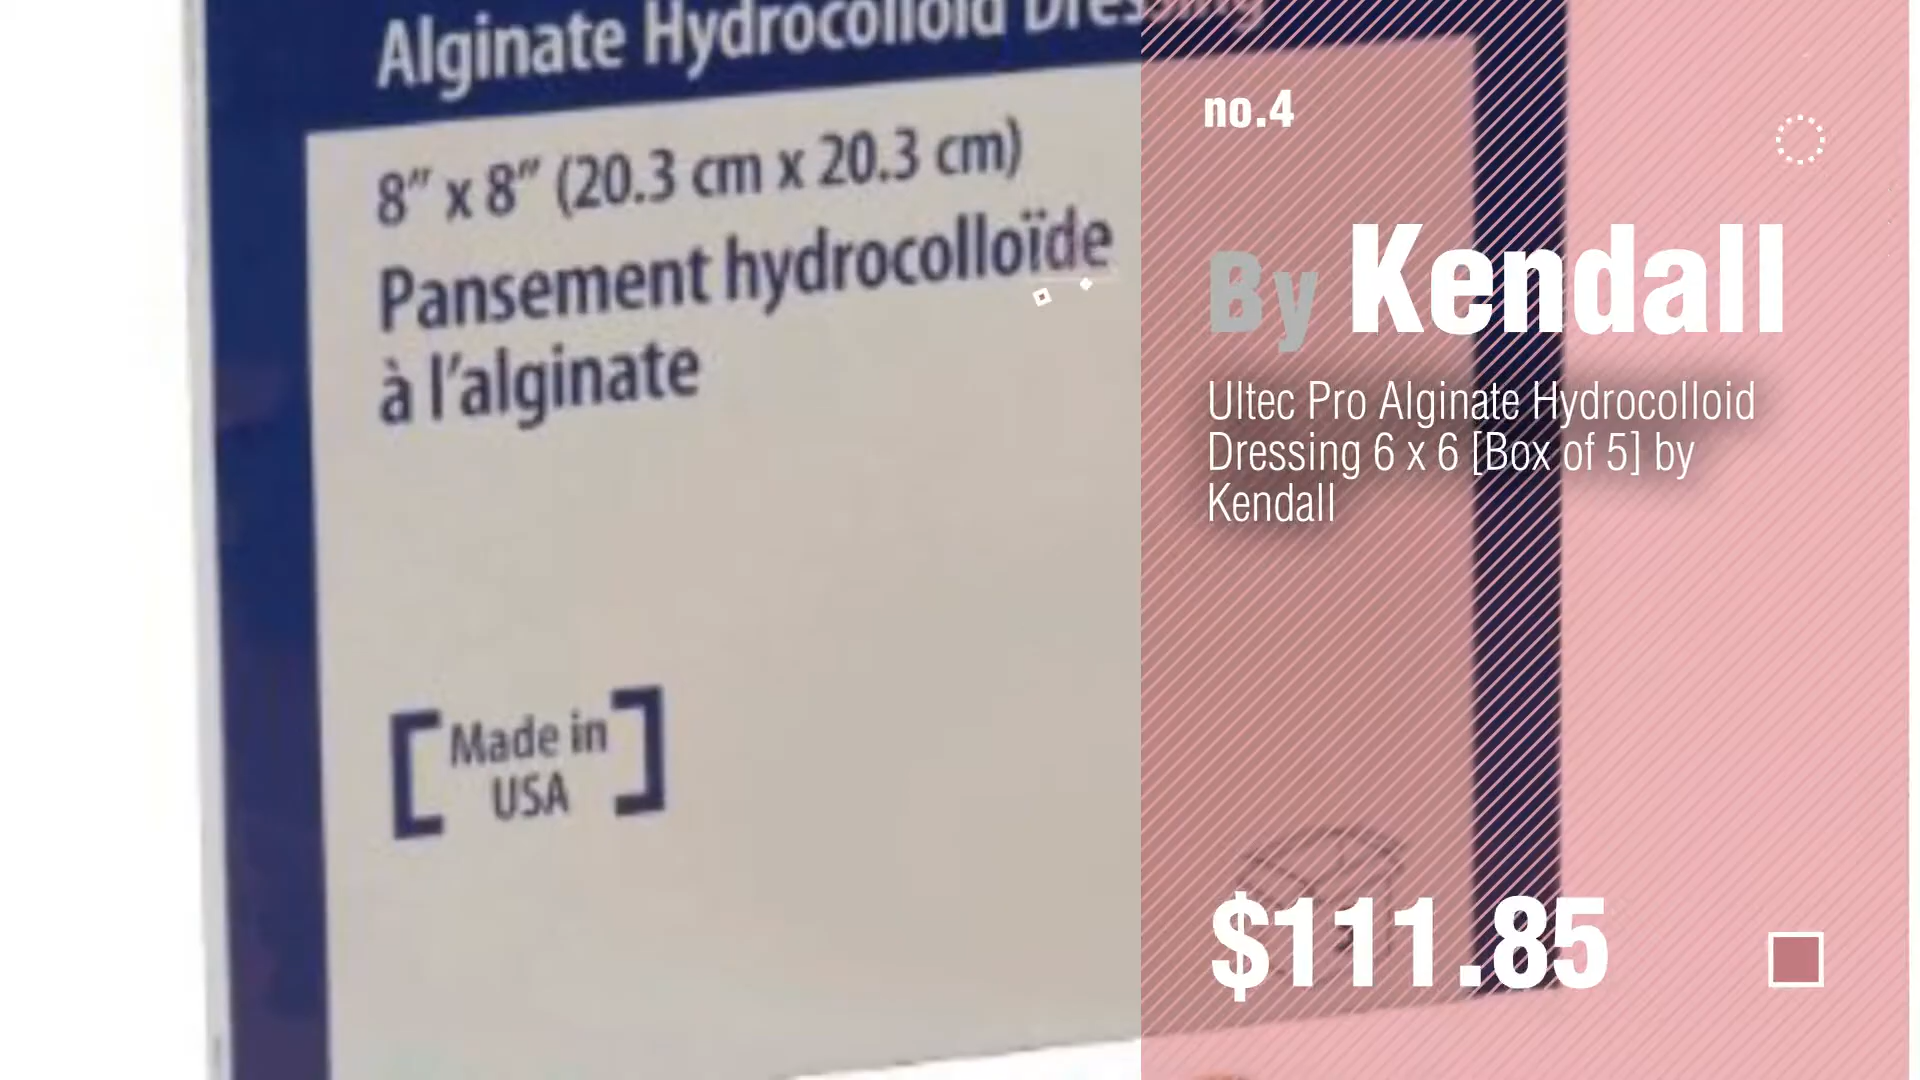 Alginate Hydrocolloid Dressing
8” x 8” (20.3 cm x 20.3 cm)
Pansement hydrocolloïde
à l’alginate
[Made in
USA]
no.4
By Kendall
Ultec Pro Alginate Hydrocolloid
Dressing 6 x 6 [Box of 5] by
Kendall
$111.85